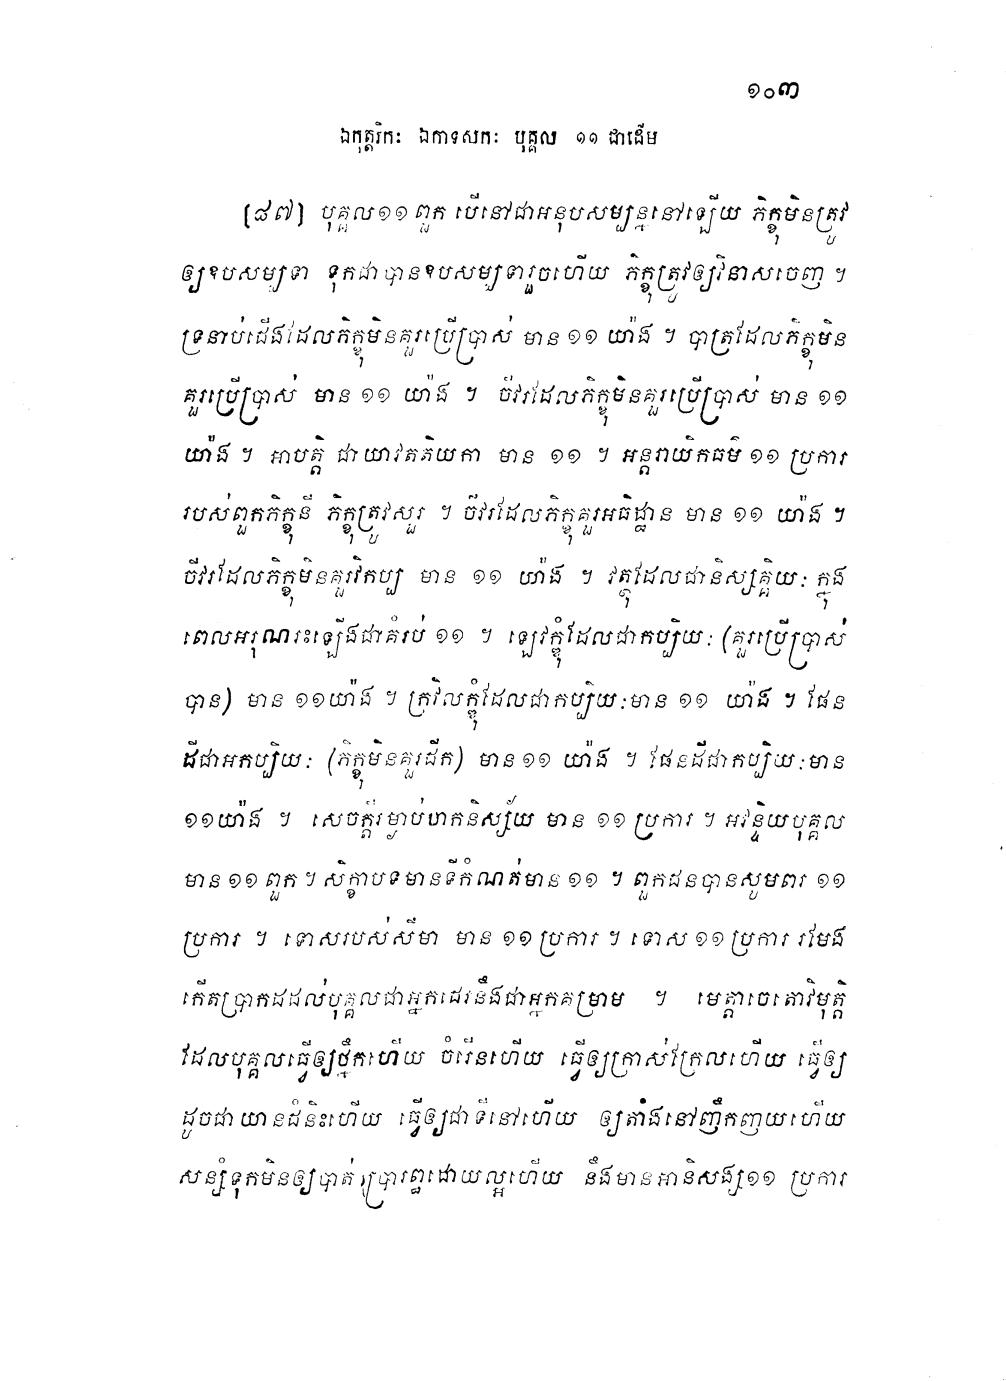 ១០៣
ឯកុត្តរិកៈ ឯកាទសកៈ បុគ្គល ១១ ជាដើម
[៨៧] បុគ្គល១១ ពួក បើនៅជាអនុបសម្បន្ននៅឡើយ ភិក្ខុមិនត្រូវ
ឲ្យឧបសម្បទា ទុកជាបានឧបសម្បទារួចហើយ ភិក្ខុត្រូវឲ្យវិនាសចេញ ។
ទ្រនាប់ជើងដែលភិក្ខុមិនគួរប្រើប្រាស់ មាន ១១ យ៉ាង ។ បាត្រដែលភិក្ខុមិន
គួរប្រើប្រាស់ មាន ១១ យ៉ាង ។ ចីវរដែលភិក្ខុមិនគួរប្រើប្រាស់ មាន ១១
យ៉ាង ។ អាបត្តិ ជាយាវតតិយកា មាន ១១ ។ អន្តរាយិកធម៌ ១១ ប្រការ
របស់ពួកភិក្ខុនី ភិក្ខុត្រូវសួរ ។ ចីវរដែលភិក្ខុគួរអធិដ្ឋាន មាន ១១ យ៉ាង ។
ចីវរដែលភិក្ខុមិនគួរវិកប្ប មាន ១១ យ៉ាង ។ វត្ថុដែលជានិស្សគ្គិយៈ ក្នុង
ពេលអរុណរះឡើងជាគំរប់ ១១ ។ ឡេវក្ខុំដែលជាកប្បិយៈ (គួរប្រើប្រាស់
បាន) មាន ១១យ៉ាង ។ ក្រវិលក្ខុំដែលជាកប្បិយៈមាន ១១ យ៉ាង ។ ផែន
ដីជាអកប្បិយៈ (ភិក្ខុមិនគួរជីក) មាន ១១ យ៉ាង ។ ផែនដីជាកប្បិយៈមាន
១១យ៉ាង ។ សេចក្តីរម្ងាប់ចាកនិស្ស័យ មាន ១១ ប្រការ ។ អវន្ទិយបុគ្គល
មាន ១១ ពួក ។ សិក្ខាបទមានទីកំណត់មាន ១១ ។ ពួកជនបានសូមពរ ១១
ប្រការ ។ ទោសរបស់សីមា មាន ១១ ប្រការ ។ ទោស ១១ ប្រការ រមែង
កើតប្រាកដដល់បុគ្គលជាអ្នកជេរនឹងជាអ្នកគម្រាម ។ មេត្តាចេតោវិមុត្តិ
ដែលបុគ្គលធ្វើឲ្យថ្នឹកហើយ ចំរើនហើយ ធ្វើឲ្យក្រាស់ក្រែលហើយ ធ្វើឲ្យ
ដូចជាយានជំនិះហើយ ធ្វើឲ្យជាទីនៅហើយ ឲ្យតាំងនៅញឹកញយហើយ
សន្សំទុកមិនឲ្យបាត់ ប្រារព្ធដោយល្អហើយ នឹងមានអានិសង្ស១១ ប្រការ